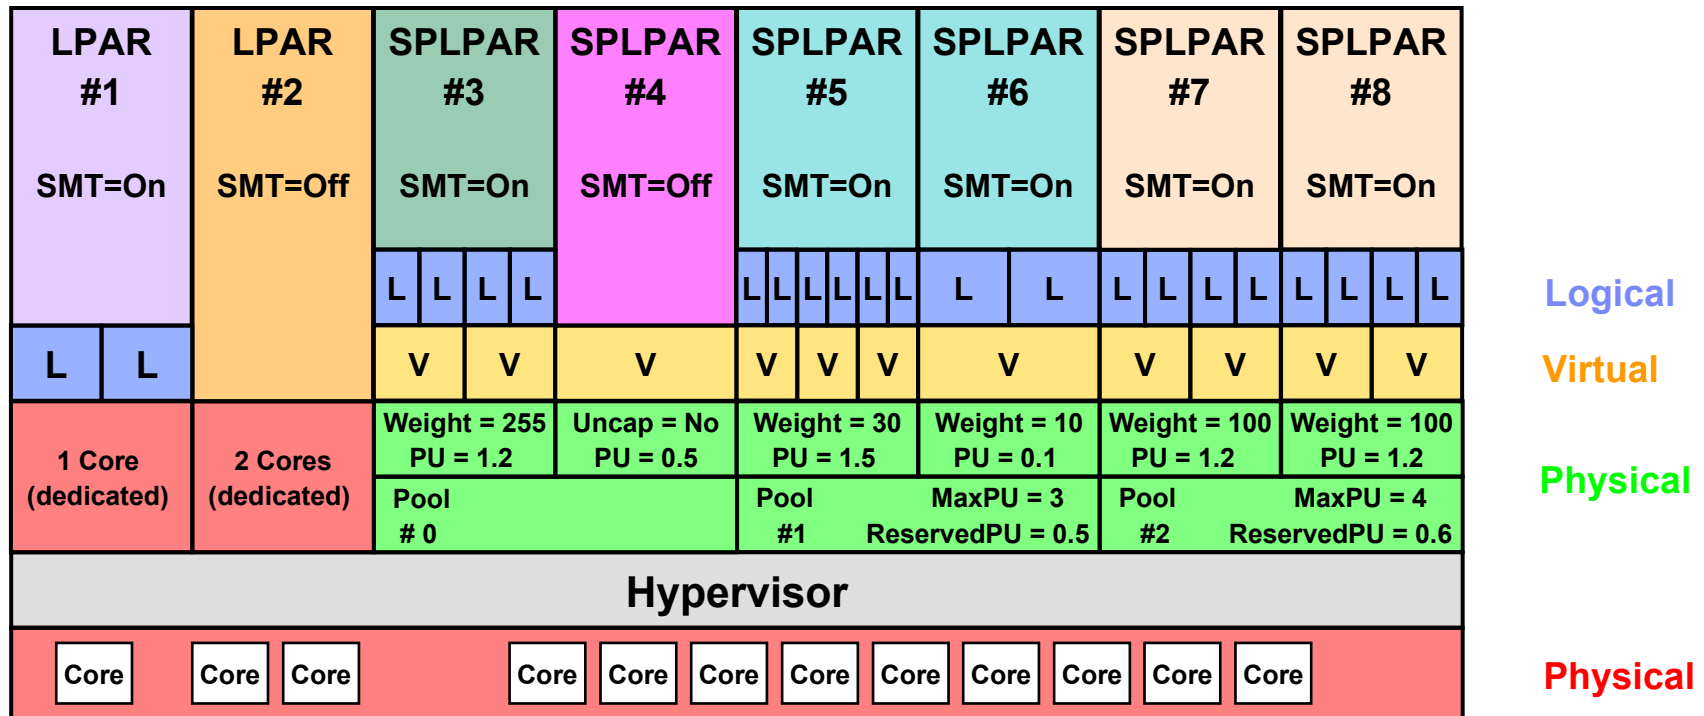 LPAR #1
SMT=On
LPAR #2
SMT=Off
SPLPAR #3
SMT=On
SPLPAR #4
SMT=Off
SPLPAR #5
SMT=On
SPLPAR #6
SMT=On
SPLPAR #7
SMT=On
SPLPAR #8
SMT=On
L L L L L L L L L L L L L L L L L L L L
Logical
L L V V V V V V V V V V V
Virtual
1 Core
(dedicated)
2 Cores
(dedicated)
Weight = 255
PU = 1.2
Uncap = No
PU = 0.5
Weight = 30
PU = 1.5
Weight = 10
PU = 0.1
Weight = 100
PU = 1.2
Weight = 100
PU = 1.2
Physical
Pool
# 0
Pool
#1
MaxPU = 3
ReservedPU = 0.5
Pool
#2
MaxPU = 4
ReservedPU = 0.6
Hypervisor
Core Core Core Core Core Core Core Core Core Core Core Core
Physical